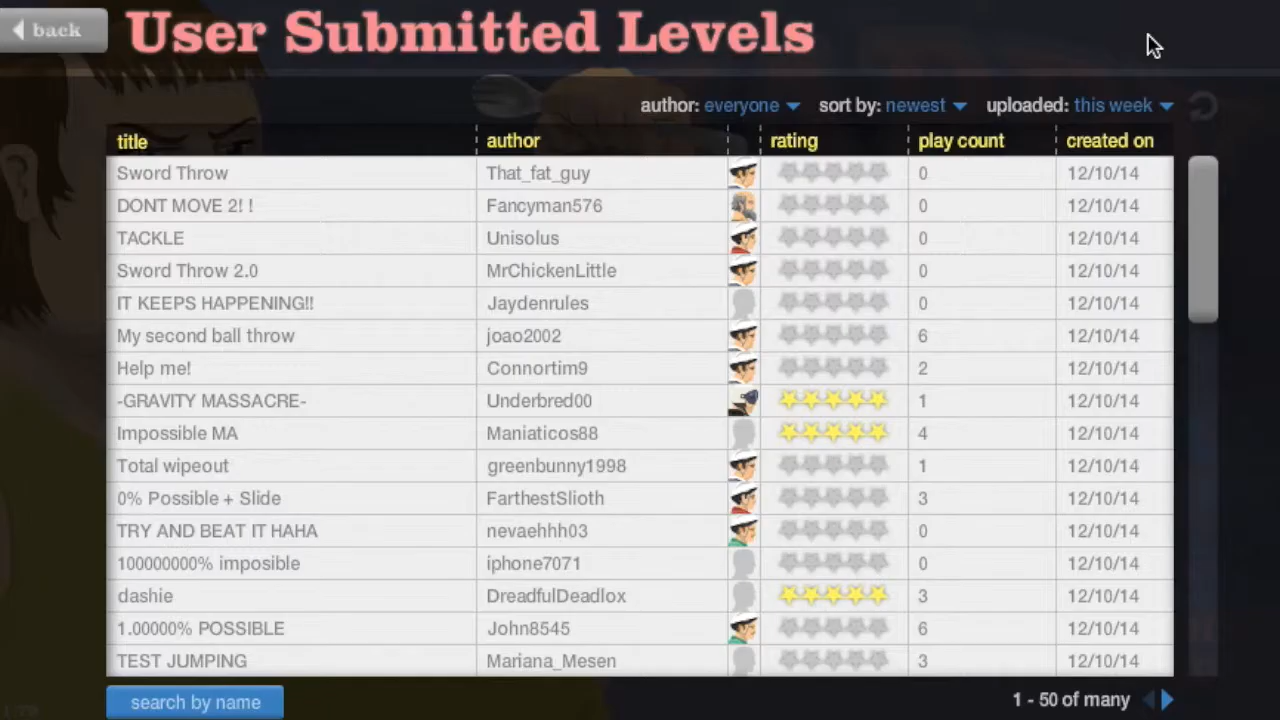 back
User Submitted Levels
author: everyone sort by: newest uploaded: this week
title author rating play count created on
Sword Throw That_fat_guy 0 12/10/14
DONT MOVE 2! ! Fancyman576 0 12/10/14
TACKLE Unisolus 0 12/10/14
Sword Throw 2.0 MrChickenLittle 0 12/10/14
IT KEEPS HAPPENING!! Jaydenrules 0 12/10/14
My second ball throw joao2002 6 12/10/14
Help me! Connortim9 2 12/10/14
-GRAVITY MASSACRE- Underbred00 1 12/10/14
Impossible MA Maniaticos88 4 12/10/14
Total wipeout greenbunny1998 1 12/10/14
0% Possible + Slide FarthestSlioth 3 12/10/14
TRY AND BEAT IT HAHA nevaehhh03 0 12/10/14
100000000% imposible iphone7071 0 12/10/14
dashie DreadfulDeadlox 3 12/10/14
1.00000% POSSIBLE John8545 6 12/10/14
TEST JUMPING Mariana_Mesen 3 12/10/14
search by name 1 - 50 of many